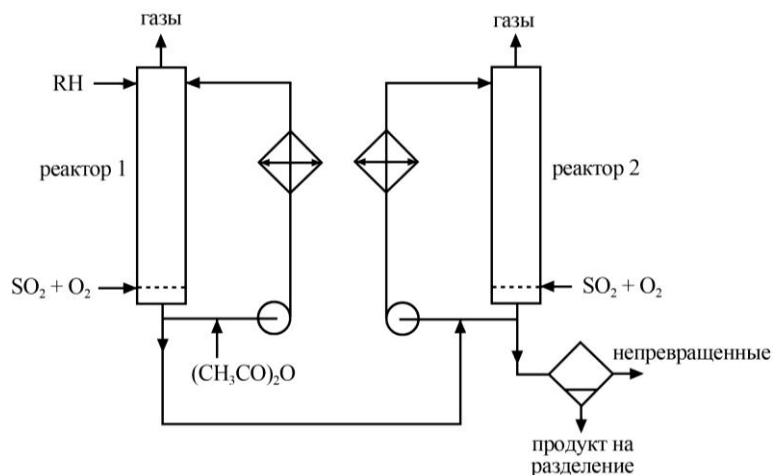 газы
газы
RH
реактор 1
реактор 2
SO₂ + O₂
SO₂ + O₂
(CH₃CO)₂O
непревращенные
продукт на
разделение